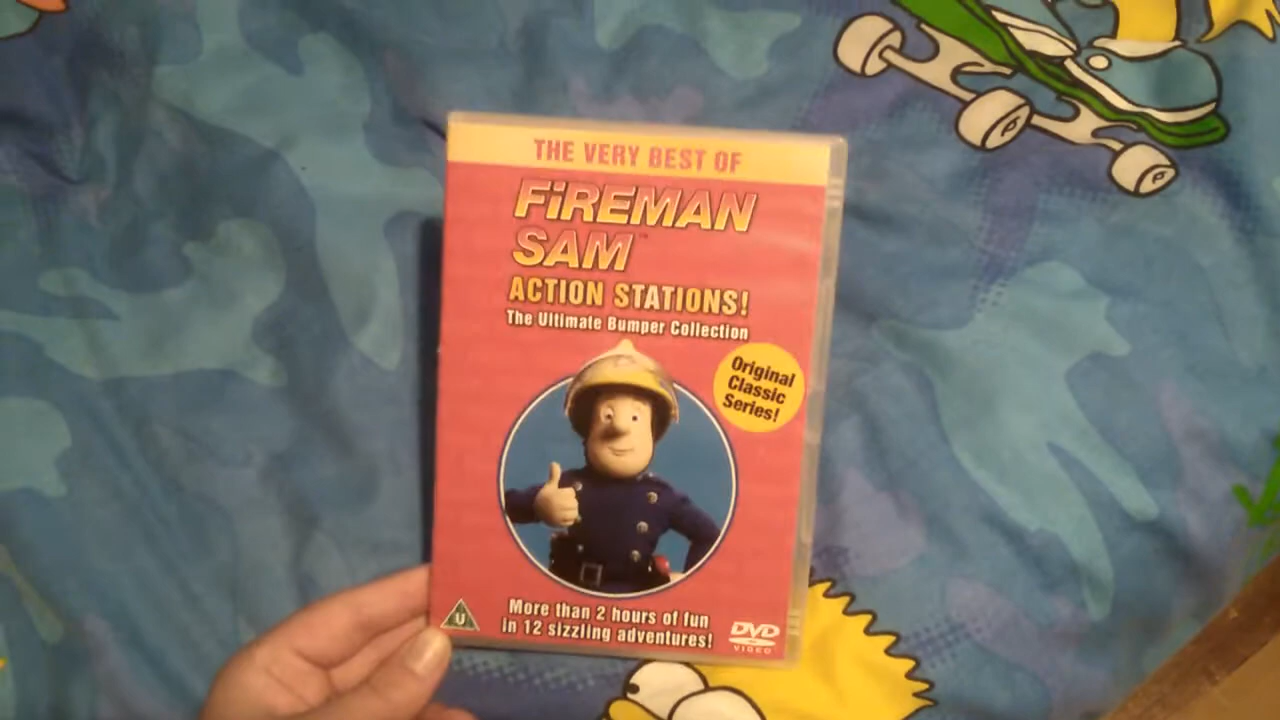 THE VERY BEST OF
FiREMAN
SAM™
ACTION STATIONS!
The Ultimate Bumper Collection
Original
Classic
Series!
More than 2 hours of fun
in 12 sizzling adventures!
U
DVD
VIDEO